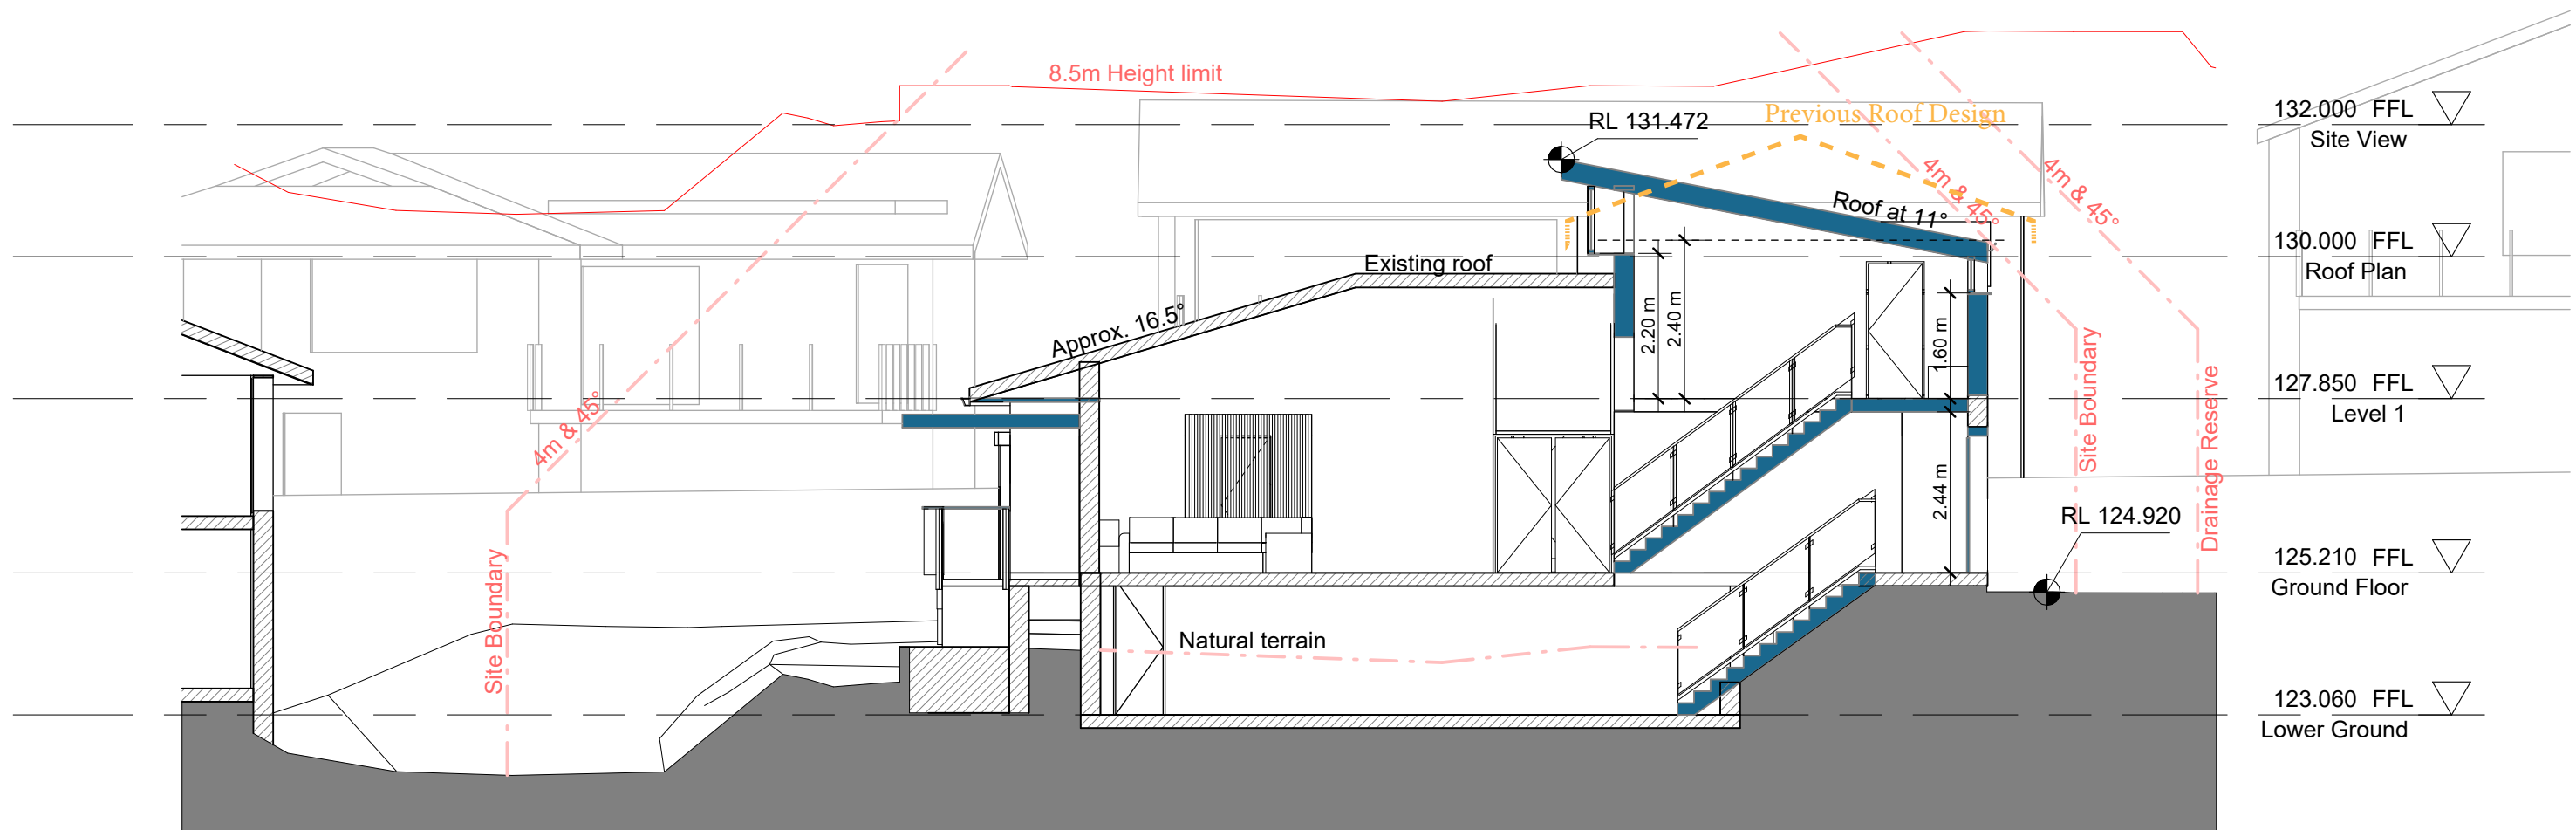 8.5m Height limit
RL 131.472
Previous Roof Design
132.000 FFL
Site View
4m & 45°
4m & 45°
Roof at 11°
130.000 FFL
Roof Plan
Existing roof
Approx. 16.5°
2.20 m
2.40 m
1.60 m
127.850 FFL
Level 1
4m & 45°
Site Boundary
Drainage Reserve
2.44 m
RL 124.920
125.210 FFL
Ground Floor
Site Boundary
Natural terrain
123.060 FFL
Lower Ground